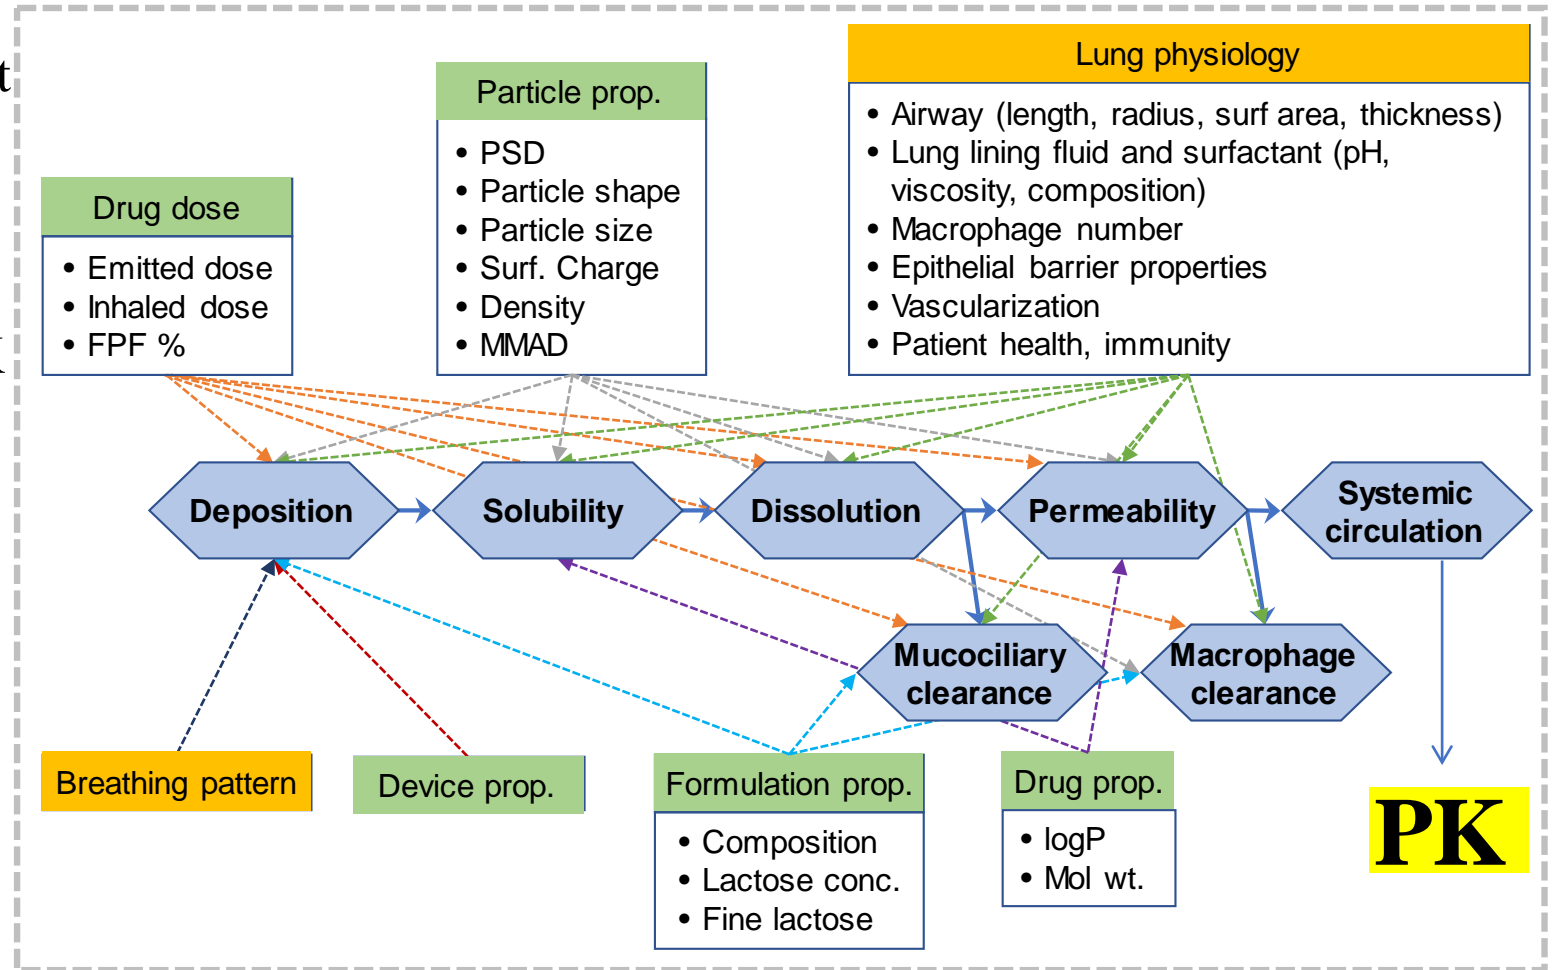 t
Lung physiology
• Airway (length, radius, surf area, thickness)
• Lung lining fluid and surfactant (pH,
viscosity, composition)
• Macrophage number
• Epithelial barrier properties
• Vascularization
• Patient health, immunity
Particle prop.
• PSD
• Particle shape
• Particle size
• Surf. Charge
• Density
• MMAD
Drug dose
• Emitted dose
• Inhaled dose
• FPF %
Deposition
Solubility
Dissolution
Permeability
Systemic
circulation
Mucociliary
clearance
Macrophage
clearance
Breathing pattern
Device prop.
Formulation prop.
• Composition
• Lactose conc.
• Fine lactose
Drug prop.
• logP
• Mol wt.
PK